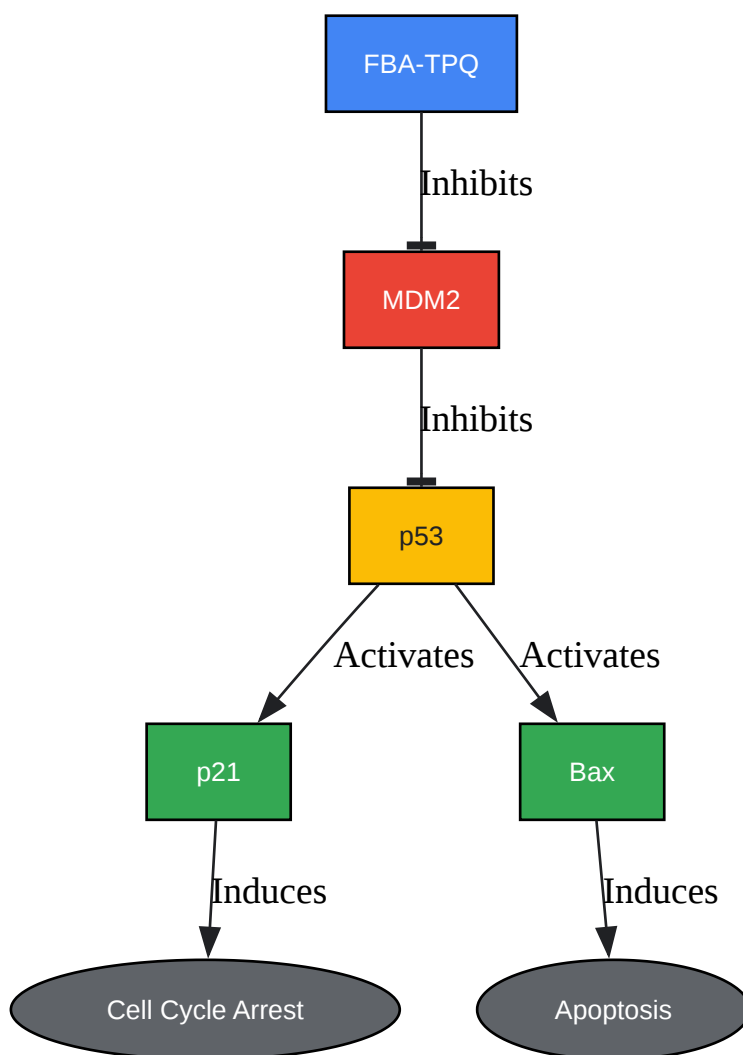 FBA-TPQ
Inhibits
MDM2
Inhibits
p53
Activates
Activates
p21
Bax
Induces
Induces
Cell Cycle Arrest
Apoptosis